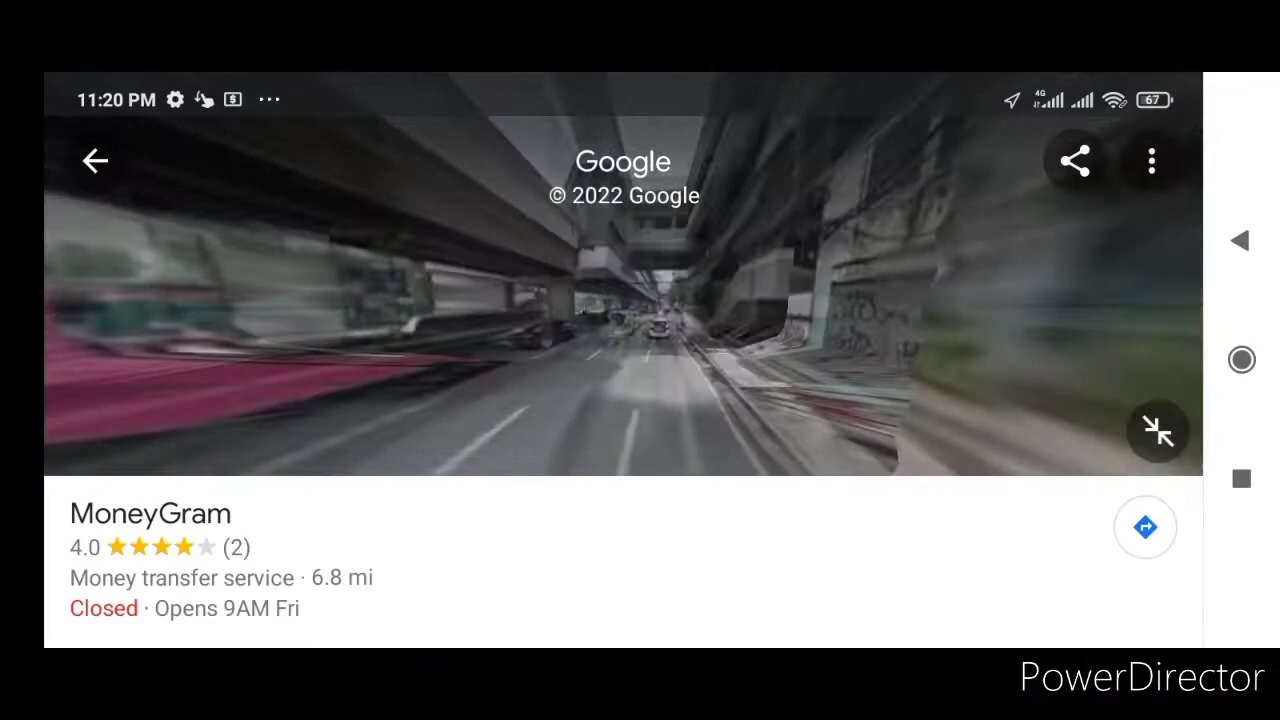 11:20 PM
4G
67
Google
© 2022 Google
MoneyGram
4.0 (2)
Money transfer service · 6.8 mi
Closed · Opens 9AM Fri
PowerDirector